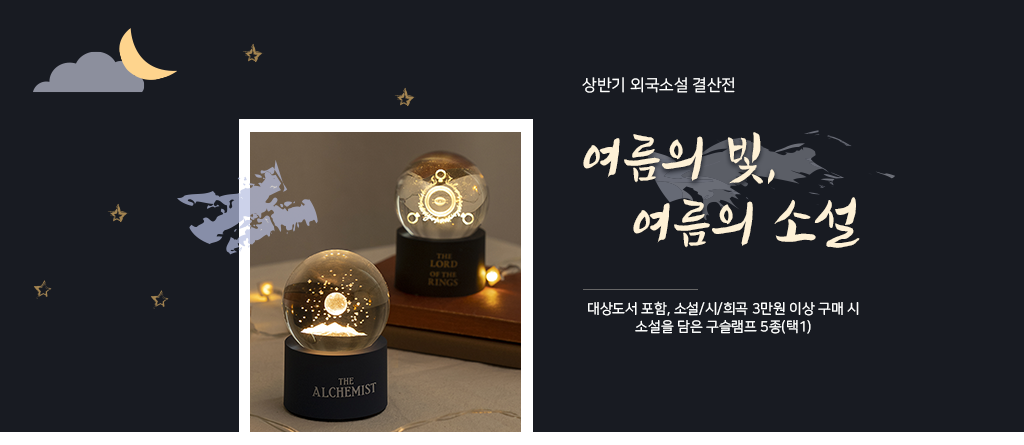 상반기 외국소설 결산전
여름의 빛,
여름의 소설
대상도서 포함, 소설/시/희곡 3만원 이상 구매 시
소설을 담은 구슬램프 5종(택1)
THE
LORD
OF THE
RINGS
THE
ALCHEMIST